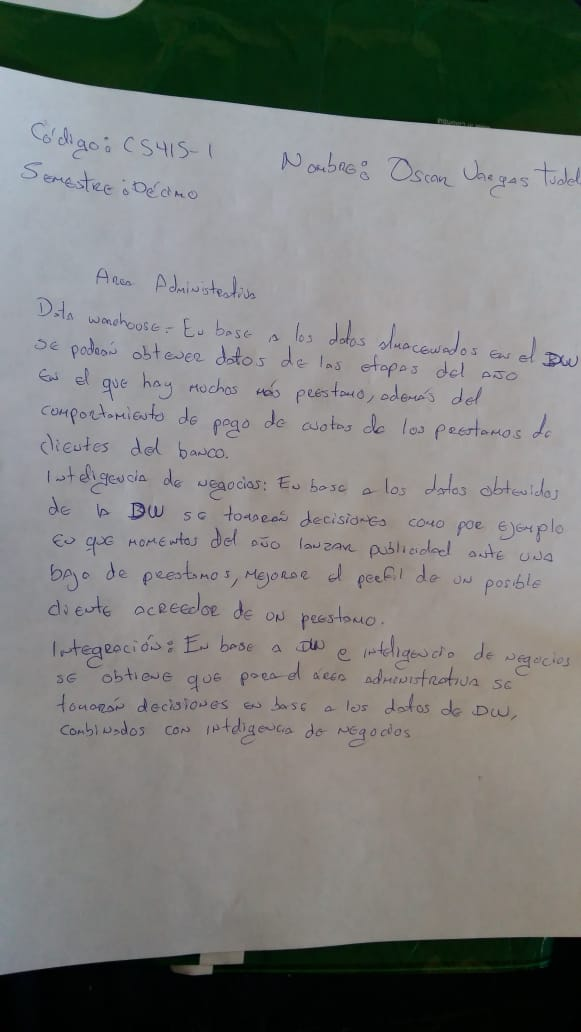 Código: CS415-1
Nombre: Oscar Vargas Tudel
Semestre: Décimo
Area Administrativa
Data warehoose.- En base a los datos almacenados en el DW
se podrán obtener datos de las etapas del año
en el que hay muchos más prestamo, además del
comportamiento de pago de cuotas de los prestamos de
clientes del banco.
Inteligencia de negocios: En base a los datos obtenidos
de la DW se tomarán decisiones como por ejemplo
en que momentos del año lanzar publicidad ante una
baja de prestamos, mejorar el perfil de un posible
cliente acreedor de un prestamo.
Integración: En base a DW e inteligencia de negocios
se obtiene que para el área administrativa se
tomarán decisiones en base a los datos de DW,
combinados con inteligencia de negocios